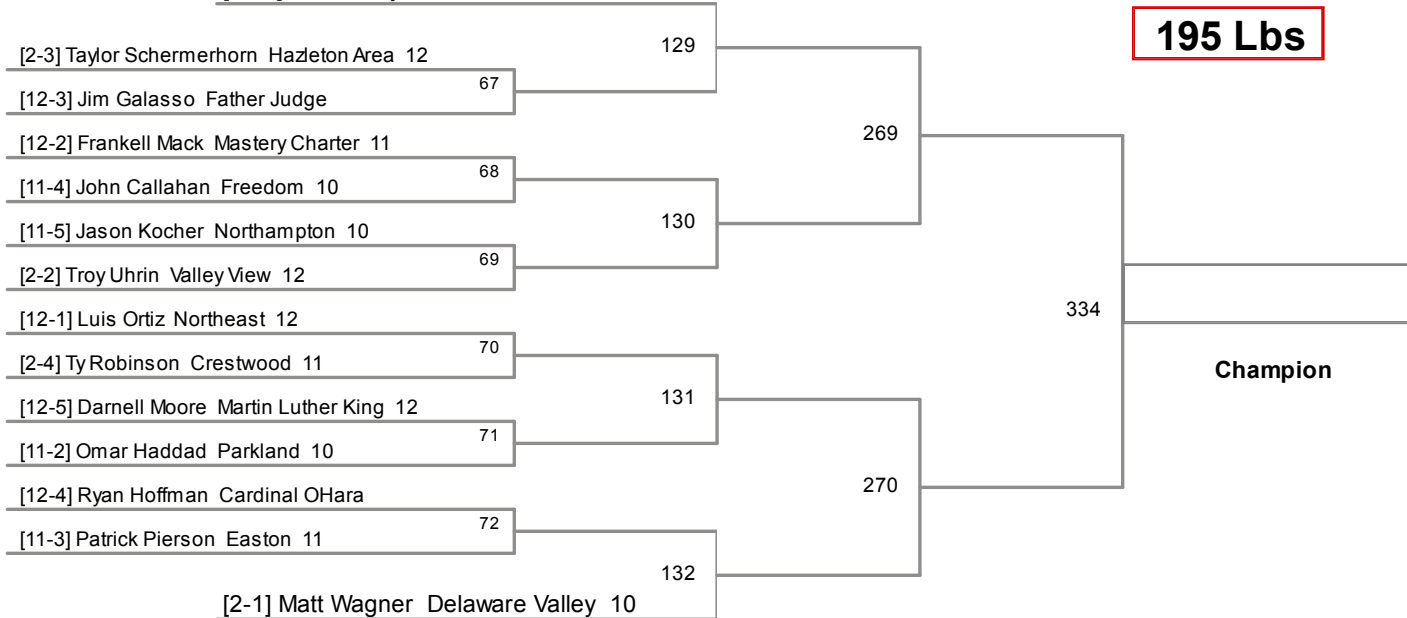 195 Lbs
129
[2-3] Taylor Schermerhorn Hazleton Area 12
67
[12-3] Jim Galasso Father Judge
269
[12-2] Frankell Mack Mastery Charter 11
68
[11-4] John Callahan Freedom 10
130
[11-5] Jason Kocher Northampton 10
69
[2-2] Troy Uhrin Valley View 12
334
[12-1] Luis Ortiz Northeast 12
70
[2-4] Ty Robinson Crestwood 11
Champion
131
[12-5] Darnell Moore Martin Luther King 12
71
[11-2] Omar Haddad Parkland 10
270
[12-4] Ryan Hoffman Cardinal OHara
72
[11-3] Patrick Pierson Easton 11
132
[2-1] Matt Wagner Delaware Valley 10